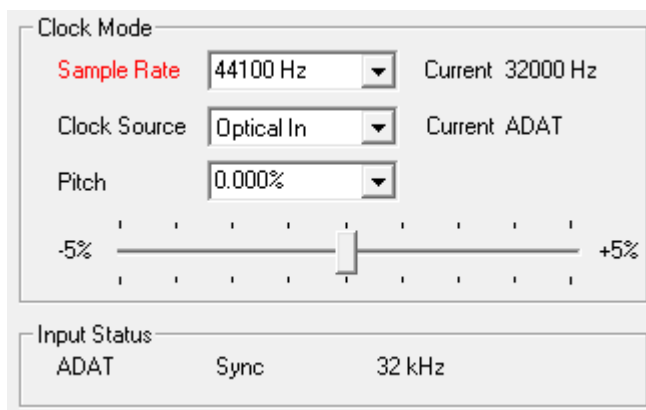 Clock Mode
Sample Rate 44100 Hz Current 32000 Hz
Clock Source Optical In Current ADAT
Pitch 0.000%
-5% +5%
Input Status
ADAT Sync 32 kHz